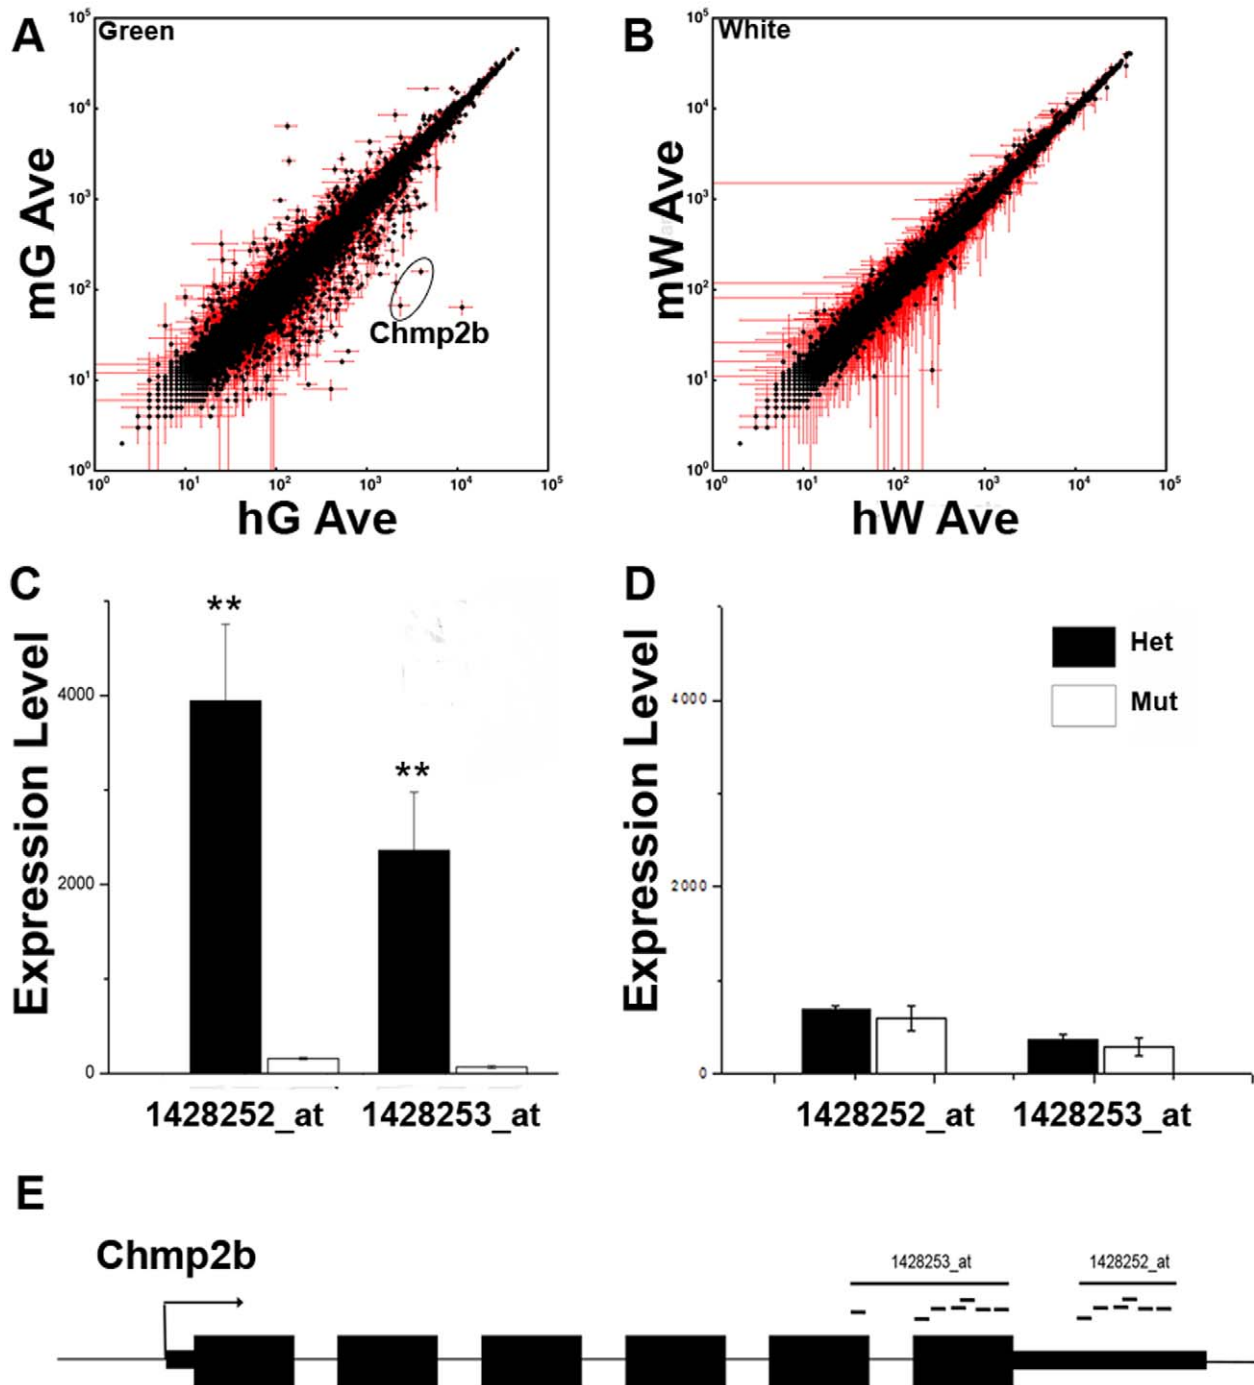 A
Green
10^5
10^4
10^3
10^2
10^1
10^0
mG Ave
Chmp2b
10^0 10^1 10^2 10^3 10^4 10^5
hG Ave
B
White
10^5
10^4
10^3
10^2
10^1
10^0
mW Ave
10^0 10^1 10^2 10^3 10^4 10^5
hW Ave
C
Expression Level
**
**
4000
2000
0
1428252_at 1428253_at
D
Expression Level
Het
Mut
4000
2000
0
1428252_at 1428253_at
E
Chmp2b
1428253_at
1428252_at